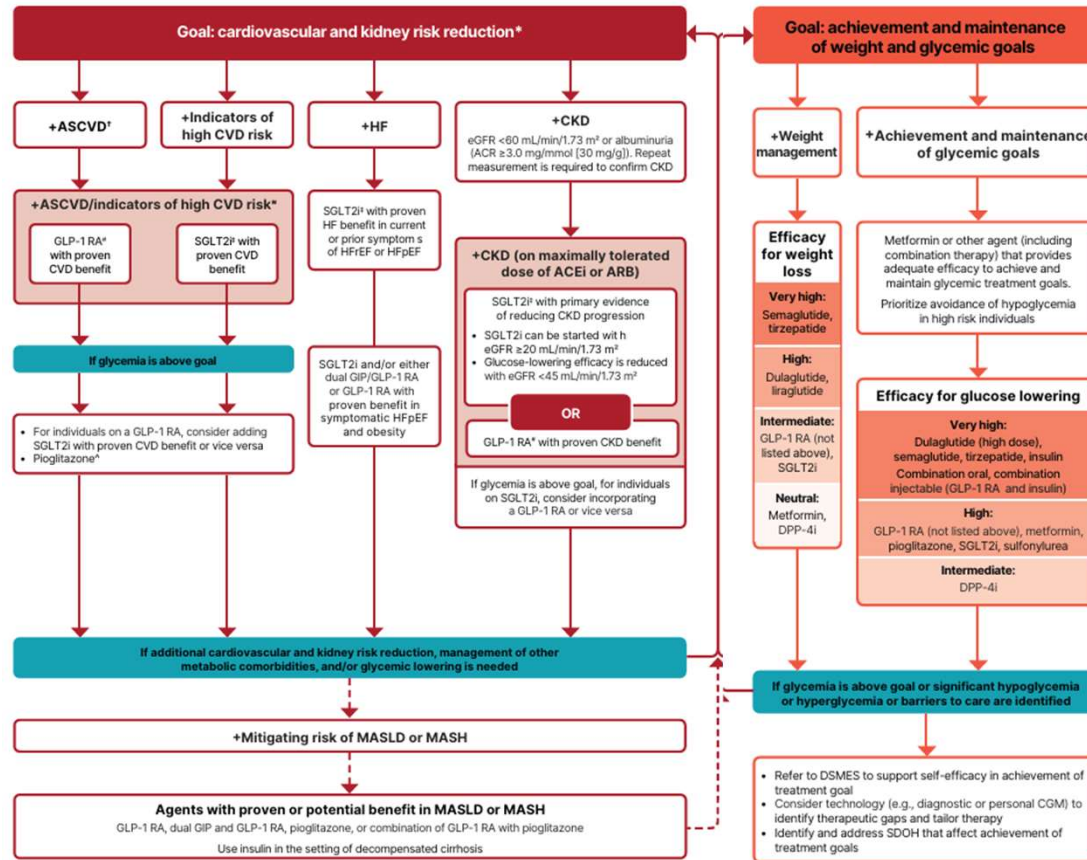 Goal: cardiovascular and kidney risk reduction*
+ASCVD†
+Indicators of
high CVD risk
+HF
+CKD
eGFR <60 mL/min/1.73 m² or albuminuria
(ACR ≥3.0 mg/mmol [30 mg/g]). Repeat
measurement is required to confirm CKD
+ASCVD/indicators of high CVD risk*
GLP-1 RA#
with proven
CVD benefit
SGLT2i‡ with
proven CVD
benefit
If glycemia is above goal
• For individuals on a GLP-1 RA, consider adding
SGLT2i with proven CVD benefit or vice versa
• Pioglitazone^
SGLT2i‡ with proven
HF benefit in current
or prior symptom s
of HFrEF or HFpEF
SGLT2i and/or either
dual GIP/GLP-1 RA
or GLP-1 RA with
proven benefit in
symptomatic HFpEF
and obesity
+CKD (on maximally tolerated
dose of ACEi or ARB)
SGLT2i‡ with primary evidence
of reducing CKD progression
• SGLT2i can be started wit h
eGFR ≥20 mL/min/1.73 m²
• Glucose-lowering efficacy is reduced
with eGFR <45 mL/min/1.73 m²
OR
GLP-1 RA# with proven CKD benefit
If glycemia is above goal, for individuals
on SGLT2i, consider incorporating
a GLP-1 RA or vice versa
If additional cardiovascular and kidney risk reduction, management of other
metabolic comorbidities, and/or glycemic lowering is needed
+Mitigating risk of MASLD or MASH
Agents with proven or potential benefit in MASLD or MASH
GLP-1 RA, dual GIP and GLP-1 RA, pioglitazone, or combination of GLP-1 RA with pioglitazone
Use insulin in the setting of decompensated cirrhosis
Goal: achievement and maintenance
of weight and glycemic goals
+Weight
management
+Achievement and maintenance
of glycemic goals
Efficacy
for weight
loss
Very high:
Semaglutide,
tirzepatide
High:
Dulaglutide,
liraglutide
Intermediate:
GLP-1 RA (not
listed above),
SGLT2i
Neutral:
Metformin,
DPP-4i
Metformin or other agent (including
combination therapy) that provides
adequate efficacy to achieve and
maintain glycemic treatment goals.
Prioritize avoidance of hypoglycemia
in high risk individuals
Efficacy for glucose lowering
Very high:
Dulaglutide (high dose),
semaglutide, tirzepatide, insulin
Combination oral, combination
injectable (GLP-1 RA and insulin)
High:
GLP-1 RA (not listed above), metformin,
pioglitazone, SGLT2i, sulfonylurea
Intermediate:
DPP-4i
If glycemia is above goal or significant hypoglycemia
or hyperglycemia or barriers to care are identified
• Refer to DSMES to support self-efficacy in achievement of
treatment goal
• Consider technology (e.g., diagnostic or personal CGM) to
identify therapeutic gaps and tailor therapy
• Identify and address SDOH that affect achievement of
treatment goals